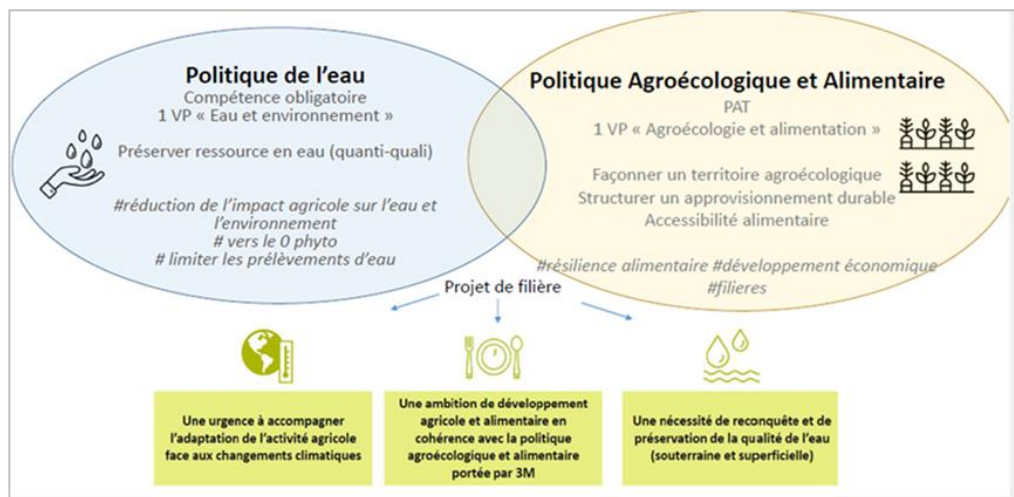 Politique de l'eau
Compétence obligatoire
1 VP « Eau et environnement »
Préserver ressource en eau (quanti-quali)
#réduction de l'impact agricole sur l'eau et
l'environnement
# vers le 0 phyto
# limiter les prélèvements d'eau
Politique Agroécologique et Alimentaire
PAT
1 VP « Agroécologie et alimentation »
Façonner un territoire agroécologique
Structurer un approvisionnement durable
Accessibilité alimentaire
#résilience alimentaire #développement économique
#filieres
Projet de filière
Une urgence à accompagner
l'adaptation de l'activité agricole
face aux changements climatiques
Une ambition de développement
agricole et alimentaire en
cohérence avec la politique
agroécologique et alimentaire
portée par 3M
Une nécessité de reconquête et de
préservation de la qualité de l'eau
(souterraine et superficielle)